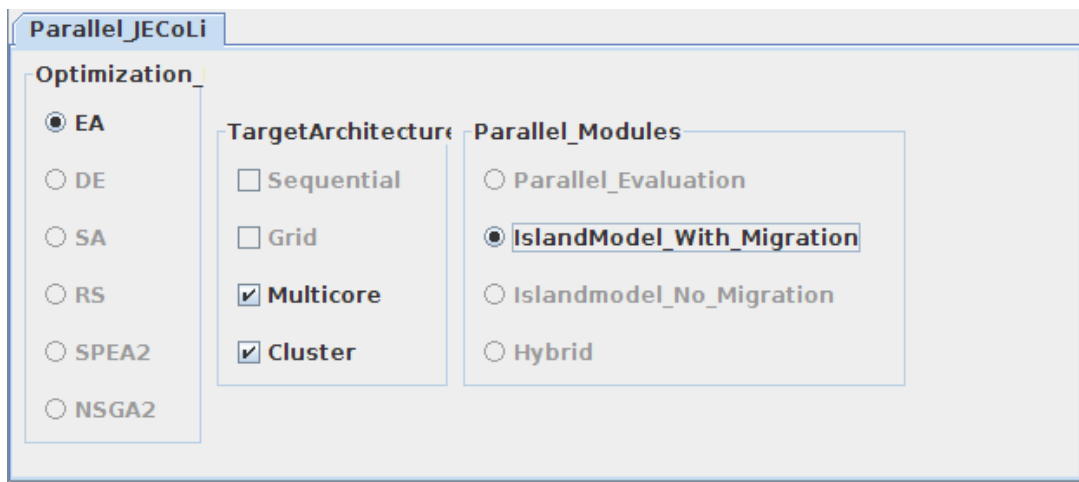 Parallel_JECoLi
Optimization_
EA
DE
SA
RS
SPEA2
NSGA2
TargetArchitecture
Sequential
Grid
Multicore
Cluster
Parallel_Modules
Parallel_Evaluation
IslandModel_With_Migration
Islandmodel_No_Migration
Hybrid